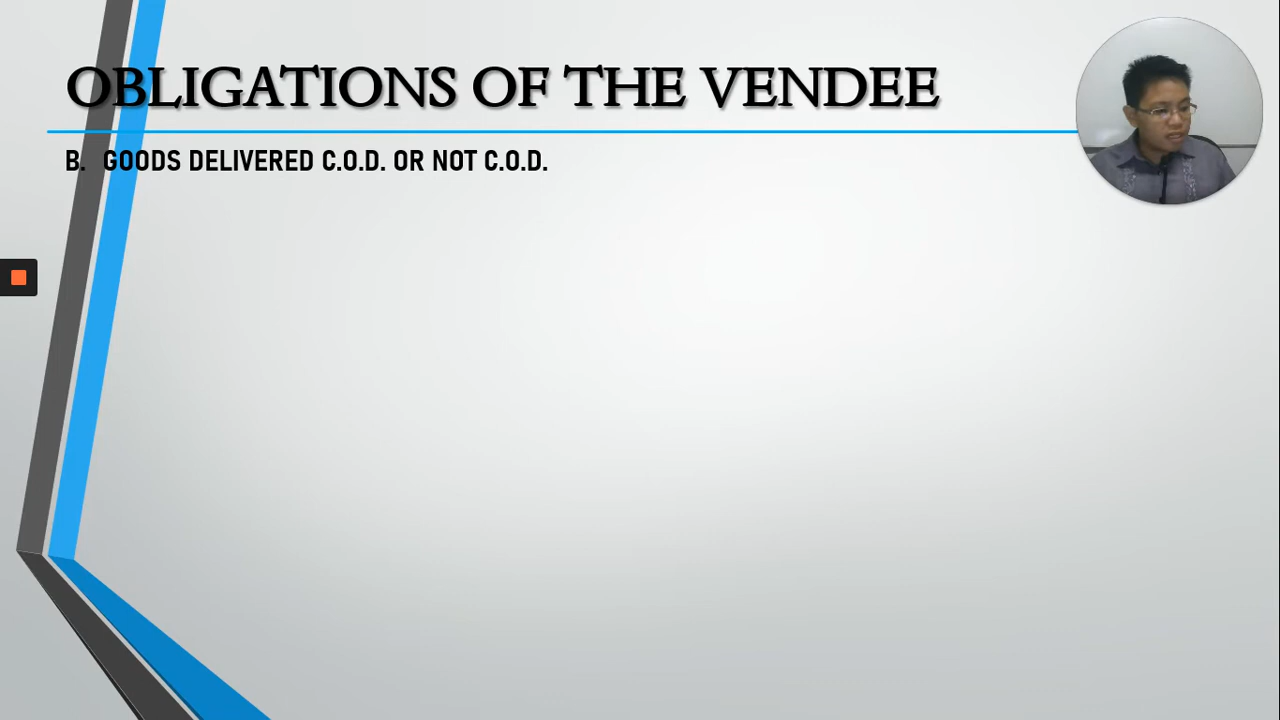 OBLIGATIONS OF THE VENDEE
B. GOODS DELIVERED C.O.D. OR NOT C.O.D.